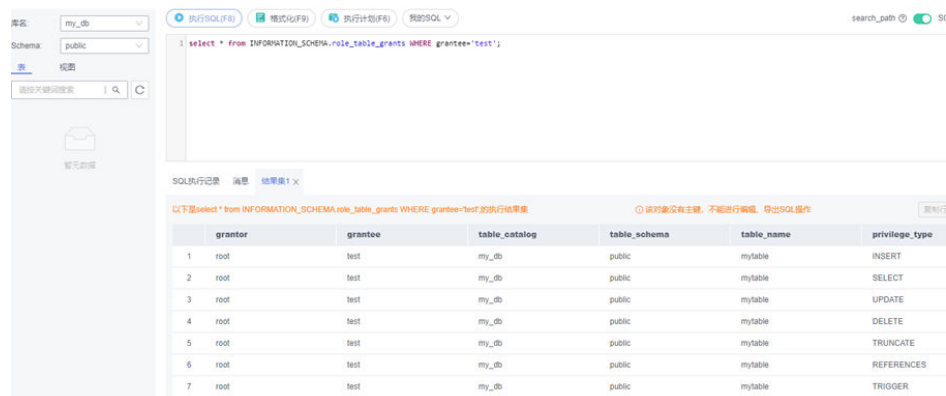 库名: my_db
Schema: public
表 视图
请按关键词搜索
暂无数据
执行SQL(F8) 格式化(F9) 执行计划(F6) 我的SQL search_path
1 select * from INFORMATION_SCHEMA.role_table_grants WHERE grantee='test';
SQL执行记录 消息 结果集1
以下是select * from INFORMATION_SCHEMA.role_table_grants WHERE grantee='test'的执行结果集 该对象没有主键，不能进行编辑、导出SQL操作 复制行
grantor grantee table_catalog table_schema table_name privilege_type
1 root test my_db public mytable INSERT
2 root test my_db public mytable SELECT
3 root test my_db public mytable UPDATE
4 root test my_db public mytable DELETE
5 root test my_db public mytable TRUNCATE
6 root test my_db public mytable REFERENCES
7 root test my_db public mytable TRIGGER